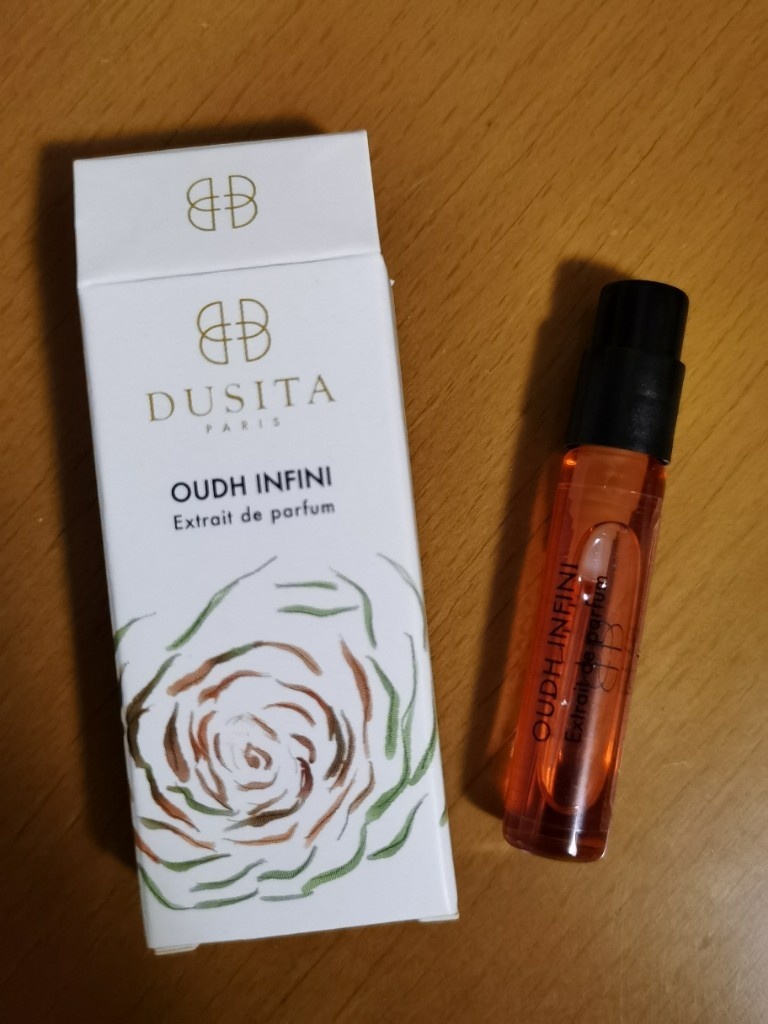 DUSITA
PARIS
OUDH INFINI
Extrait de parfum
OUDH INFINI
Extrait de parfum